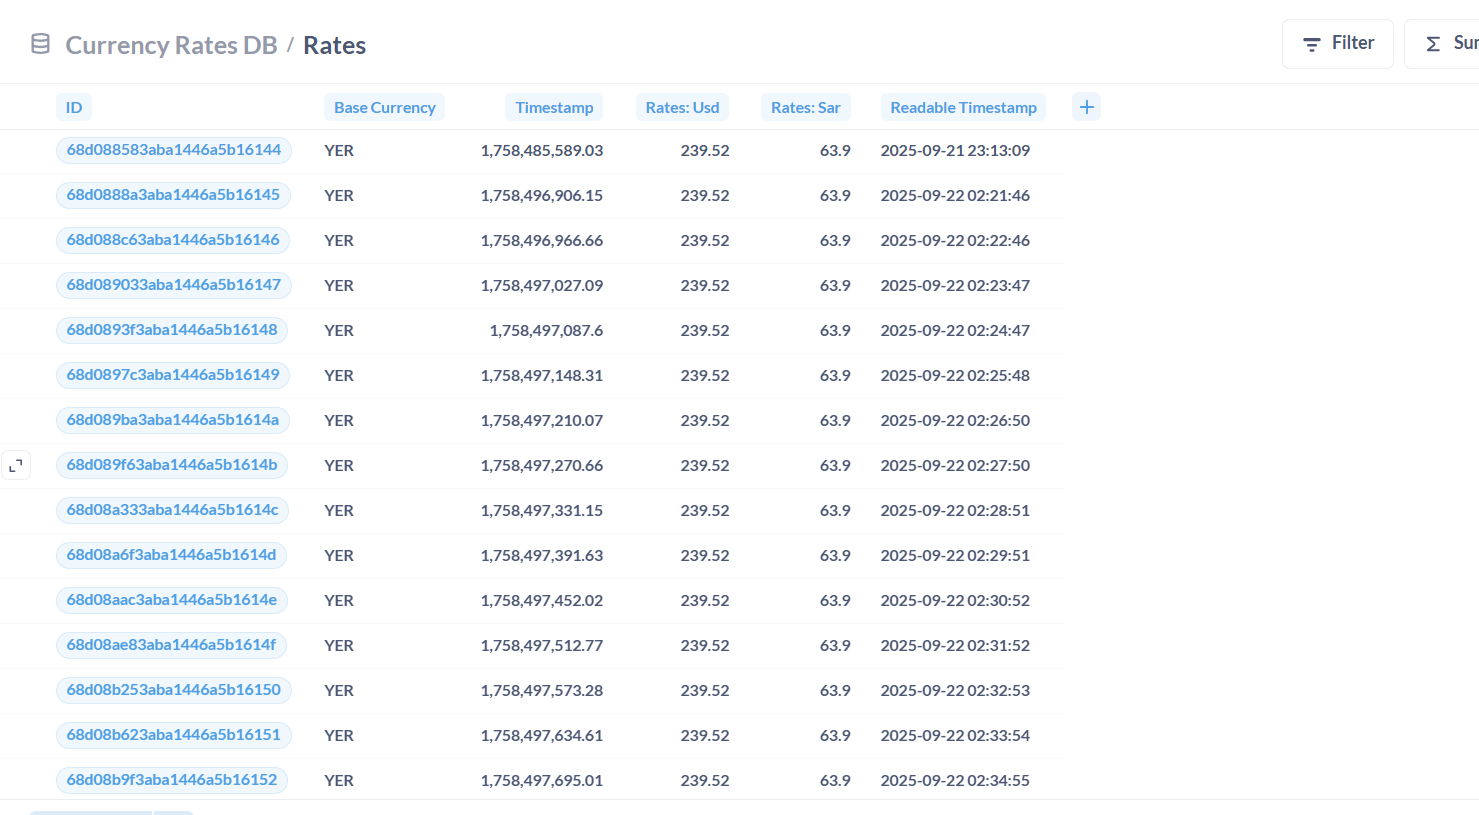 Currency Rates DB / Rates
Filter
Σ Sum
ID Base Currency Timestamp Rates: Usd Rates: Sar Readable Timestamp +
68d088583aba1446a5b16144 YER 1,758,485,589.03 239.52 63.9 2025-09-21 23:13:09
68d0888a3aba1446a5b16145 YER 1,758,496,906.15 239.52 63.9 2025-09-22 02:21:46
68d088c63aba1446a5b16146 YER 1,758,496,966.66 239.52 63.9 2025-09-22 02:22:46
68d089033aba1446a5b16147 YER 1,758,497,027.09 239.52 63.9 2025-09-22 02:23:47
68d0893f3aba1446a5b16148 YER 1,758,497,087.6 239.52 63.9 2025-09-22 02:24:47
68d0897c3aba1446a5b16149 YER 1,758,497,148.31 239.52 63.9 2025-09-22 02:25:48
68d089ba3aba1446a5b1614a YER 1,758,497,210.07 239.52 63.9 2025-09-22 02:26:50
68d089f63aba1446a5b1614b YER 1,758,497,270.66 239.52 63.9 2025-09-22 02:27:50
68d08a333aba1446a5b1614c YER 1,758,497,331.15 239.52 63.9 2025-09-22 02:28:51
68d08a6f3aba1446a5b1614d YER 1,758,497,391.63 239.52 63.9 2025-09-22 02:29:51
68d08aac3aba1446a5b1614e YER 1,758,497,452.02 239.52 63.9 2025-09-22 02:30:52
68d08ae83aba1446a5b1614f YER 1,758,497,512.77 239.52 63.9 2025-09-22 02:31:52
68d08b253aba1446a5b16150 YER 1,758,497,573.28 239.52 63.9 2025-09-22 02:32:53
68d08b623aba1446a5b16151 YER 1,758,497,634.61 239.52 63.9 2025-09-22 02:33:54
68d08b9f3aba1446a5b16152 YER 1,758,497,695.01 239.52 63.9 2025-09-22 02:34:55